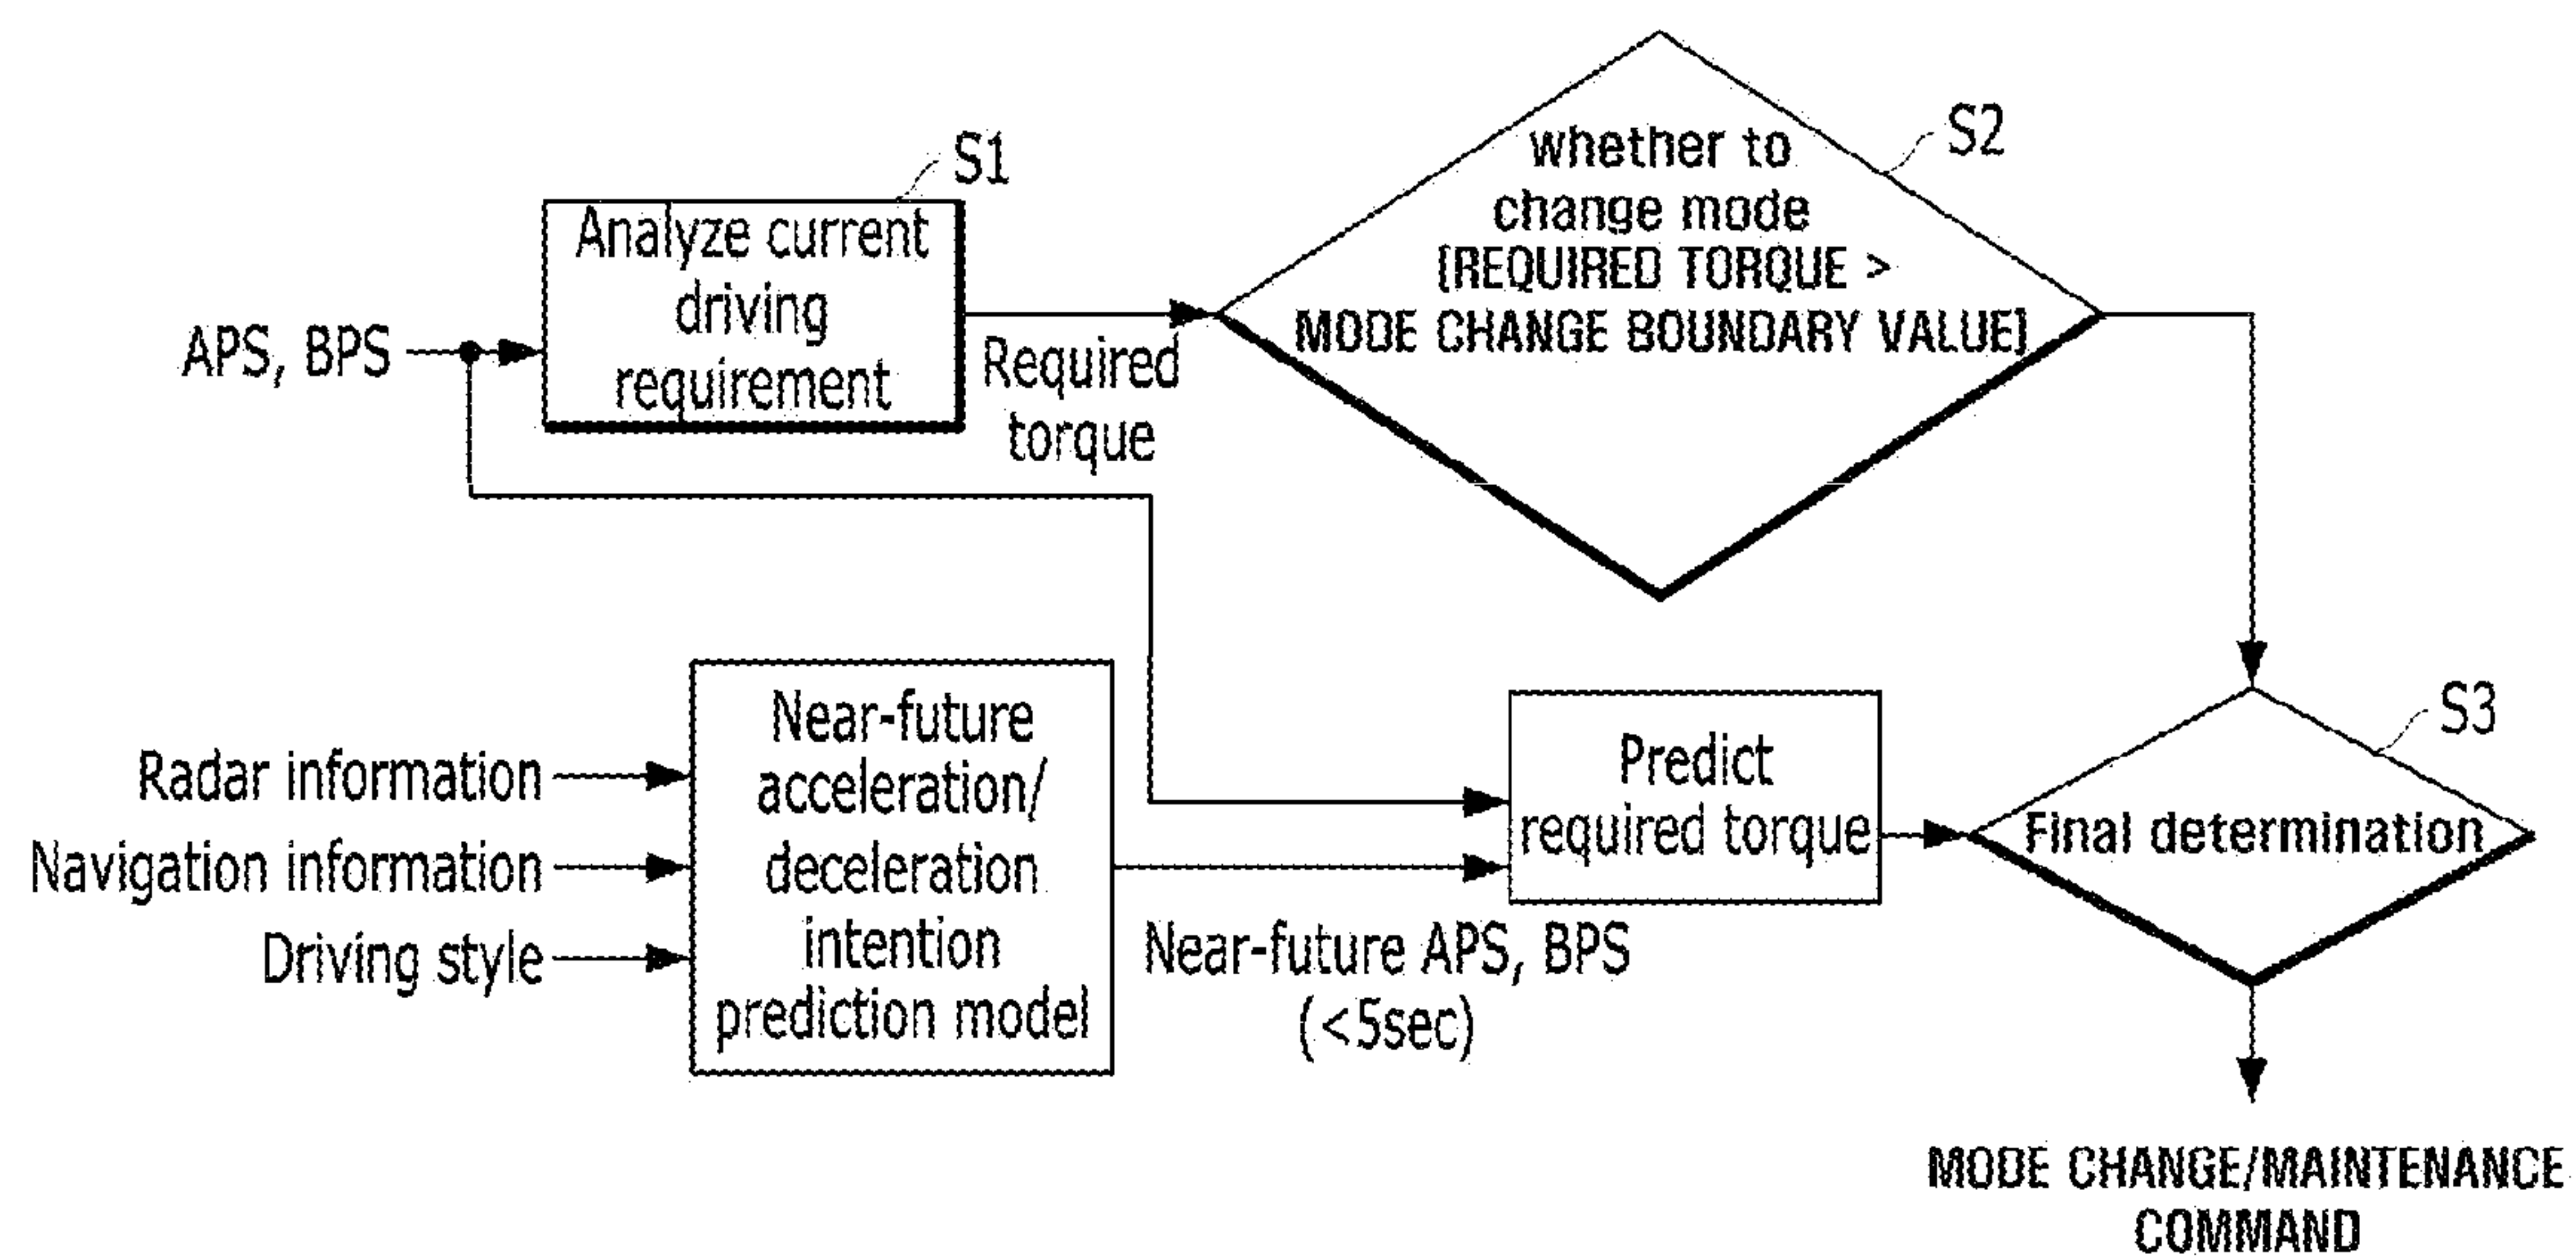 S1
Analyze current
driving
requirement
APS, BPS
Required
torque
S2
whether to
change mode
[REQUIRED TORQUE >
MODE CHANGE BOUNDARY VALUE]
Radar information
Navigation information
Driving style
Near-future
acceleration/
deceleration
intention
prediction model
Near-future APS, BPS
(<5sec)
Predict
required torque
S3
Final determination
MODE CHANGE/MAINTENANCE
COMMAND